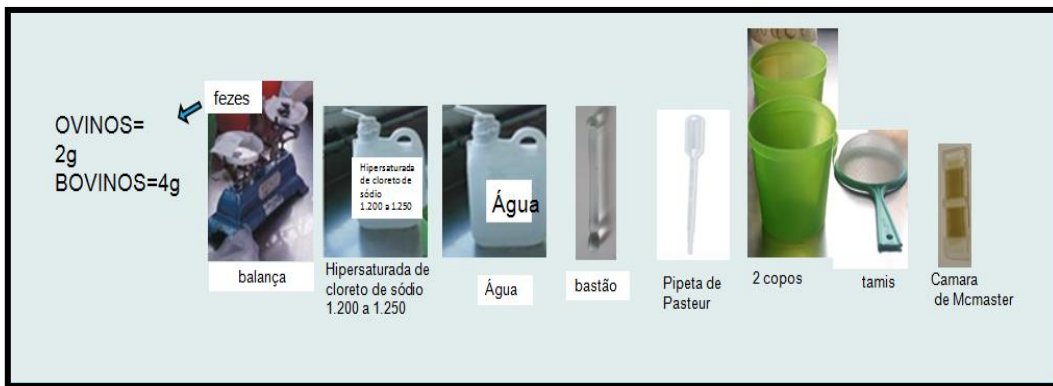 OVINOS=
2g
BOVINOS=4g
fezes
balança
Hipersaturada
de cloreto de
sódio
1.200 a 1.250
Hipersaturada de
cloreto de sódio
1.200 a 1.250
Água
Água
bastão
Pipeta de
Pasteur
2 copos
tamis
Camara
de Mcmaster